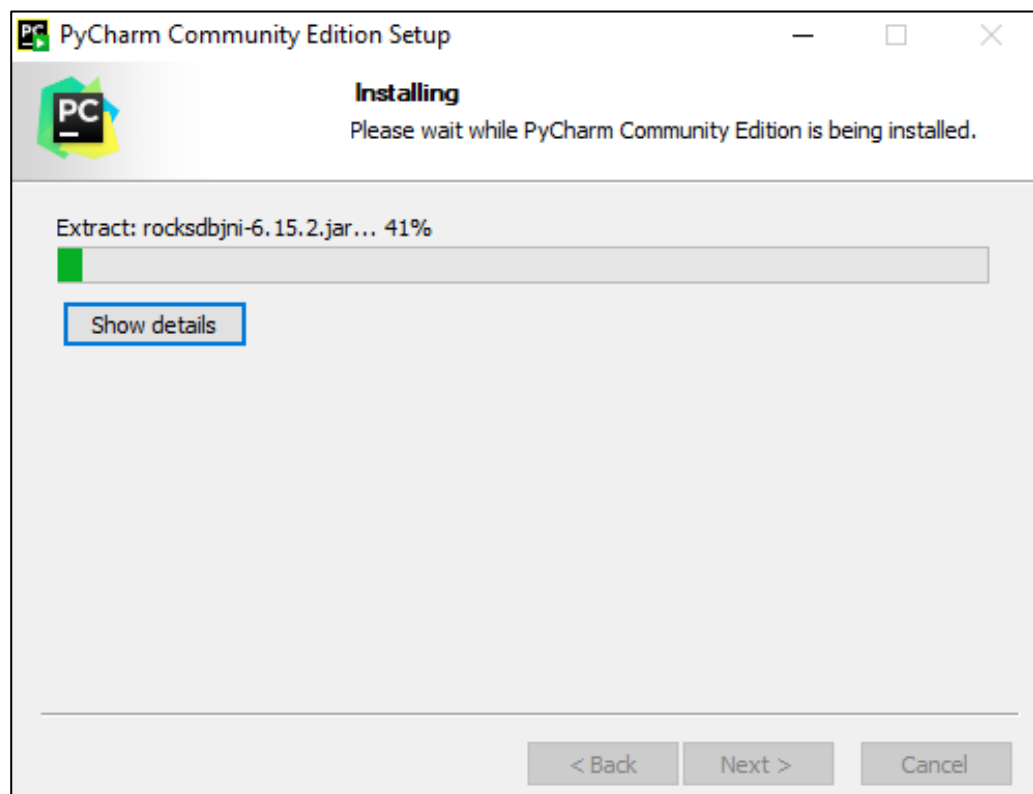 PyCharm Community Edition Setup
PC
Installing
Please wait while PyCharm Community Edition is being installed.
Extract: rocksdbjni-6.15.2.jar... 41%
Show details
< Back
Next >
Cancel